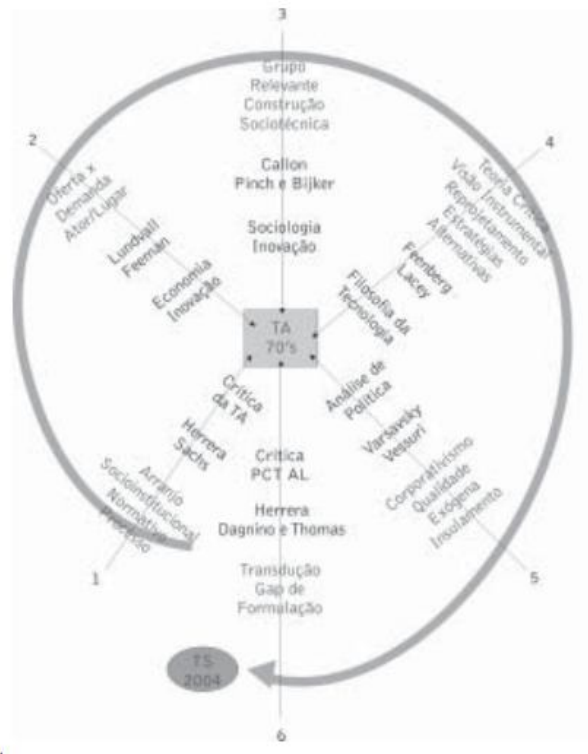 3
Grupo
Relevante
Construção
Sociotécnica
Callon
Pinch e Bijker
Sociologia
Inovação
2
Oferta x
Demanda
Ator/Lugar
Lundvall
Feeman
Economia
Inovação
4
Teoria Crítica
Visão Instrumental
Reprojetamento
Estratégias
Alternativas
Feenberg
Lacey
Filosofia da
Tecnologia
TA
70's
Crítica
da TA
Herrera
Sachs
Arranjo
Socioinstitucional
Normativa
Processo
1
Análise de
Política
Varsavsky
Vessuri
Corporativismo
Qualidade
Exógena
Insulamento
5
Crítica
PCT AL
Herrera
Dagnino e Thomas
Transdução
Gap de
Formulação
TS
2004
6